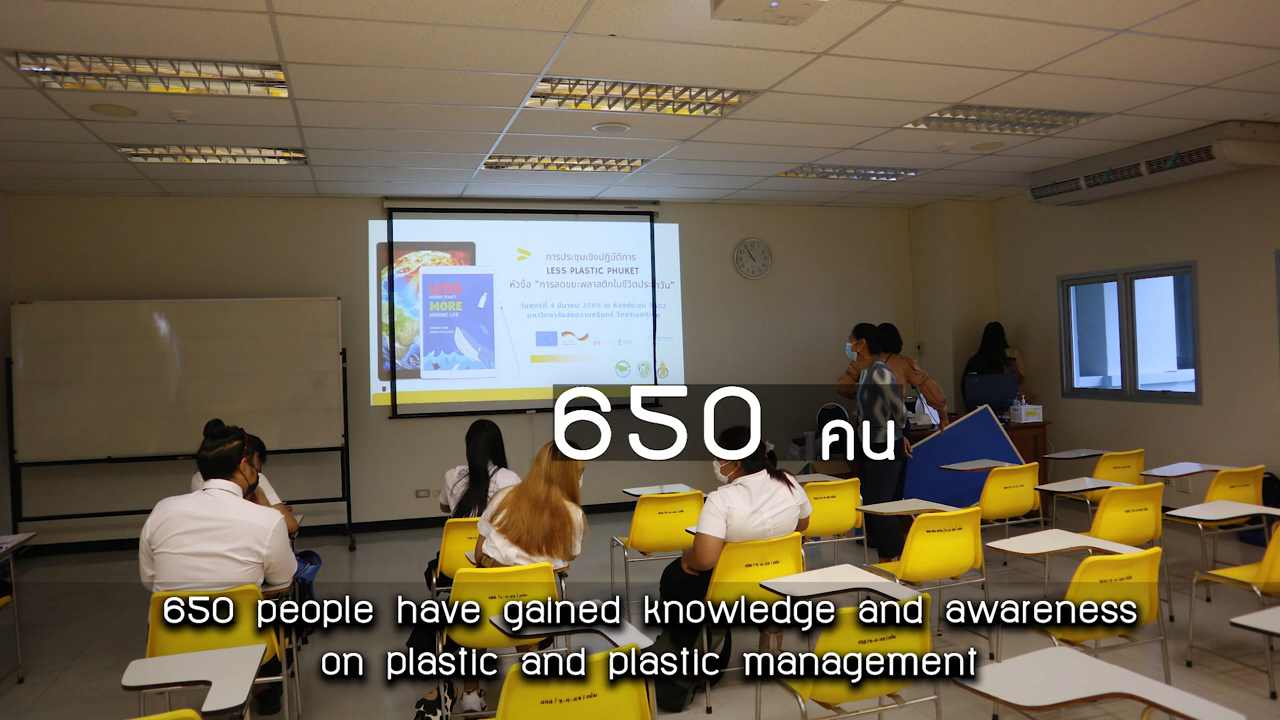 การประชุมเชิงปฏิบัติการ
LESS PLASTIC PHUKET
หัวข้อ "การลดขยะพลาสติกในชีวิตประจำวัน"
วันศุกร์ที่ 4 มีนาคม 2565 ณ ห้องประชุม
มหาวิทยาลัยสงขลานครินทร์ วิทยาเขตภูเก็ต
LESS
MORE
MARINE LIFE
650 คน
650 people have gained knowledge and awareness
on plastic and plastic management